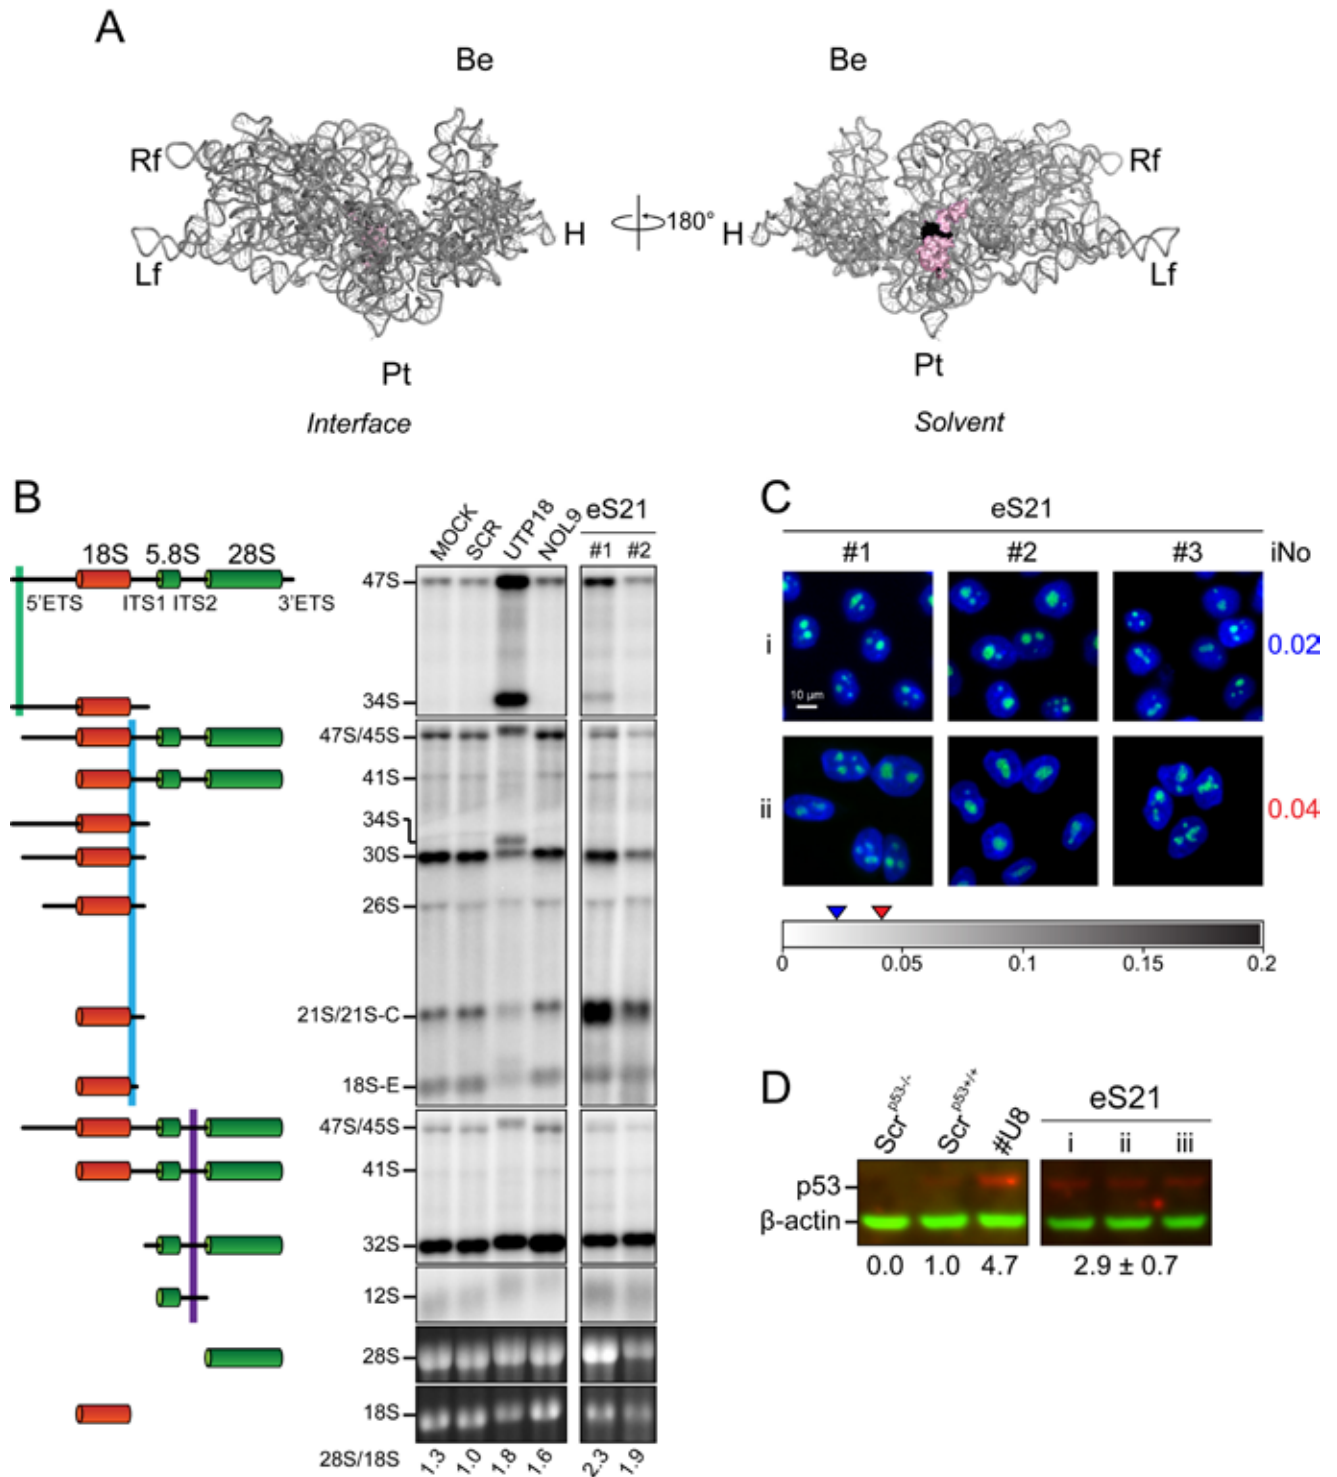 A
Be
Be
Rf
Rf
H
180°
H
Lf
Lf
Pt
Pt
Interface
Solvent
B
MOCK
SCR
UTP18
NOL9
eS21
#1
#2
18S
5.8S
28S
5'ETS
ITS1
ITS2
3'ETS
47S
34S
47S/45S
41S
34S
30S
26S
21S/21S-C
18S-E
47S/45S
41S
32S
12S
28S
18S
28S/18S
1.3
1.0
1.8
1.6
2.3
1.9
C
eS21
#1
#2
#3
iNo
i
10 µm
0.02
ii
0.04
0
0.05
0.1
0.15
0.2
D
Scr p53-/-
Scr p53+/+
#U8
eS21
i
ii
iii
p53
β-actin
0.0
1.0
4.7
2.9 ± 0.7